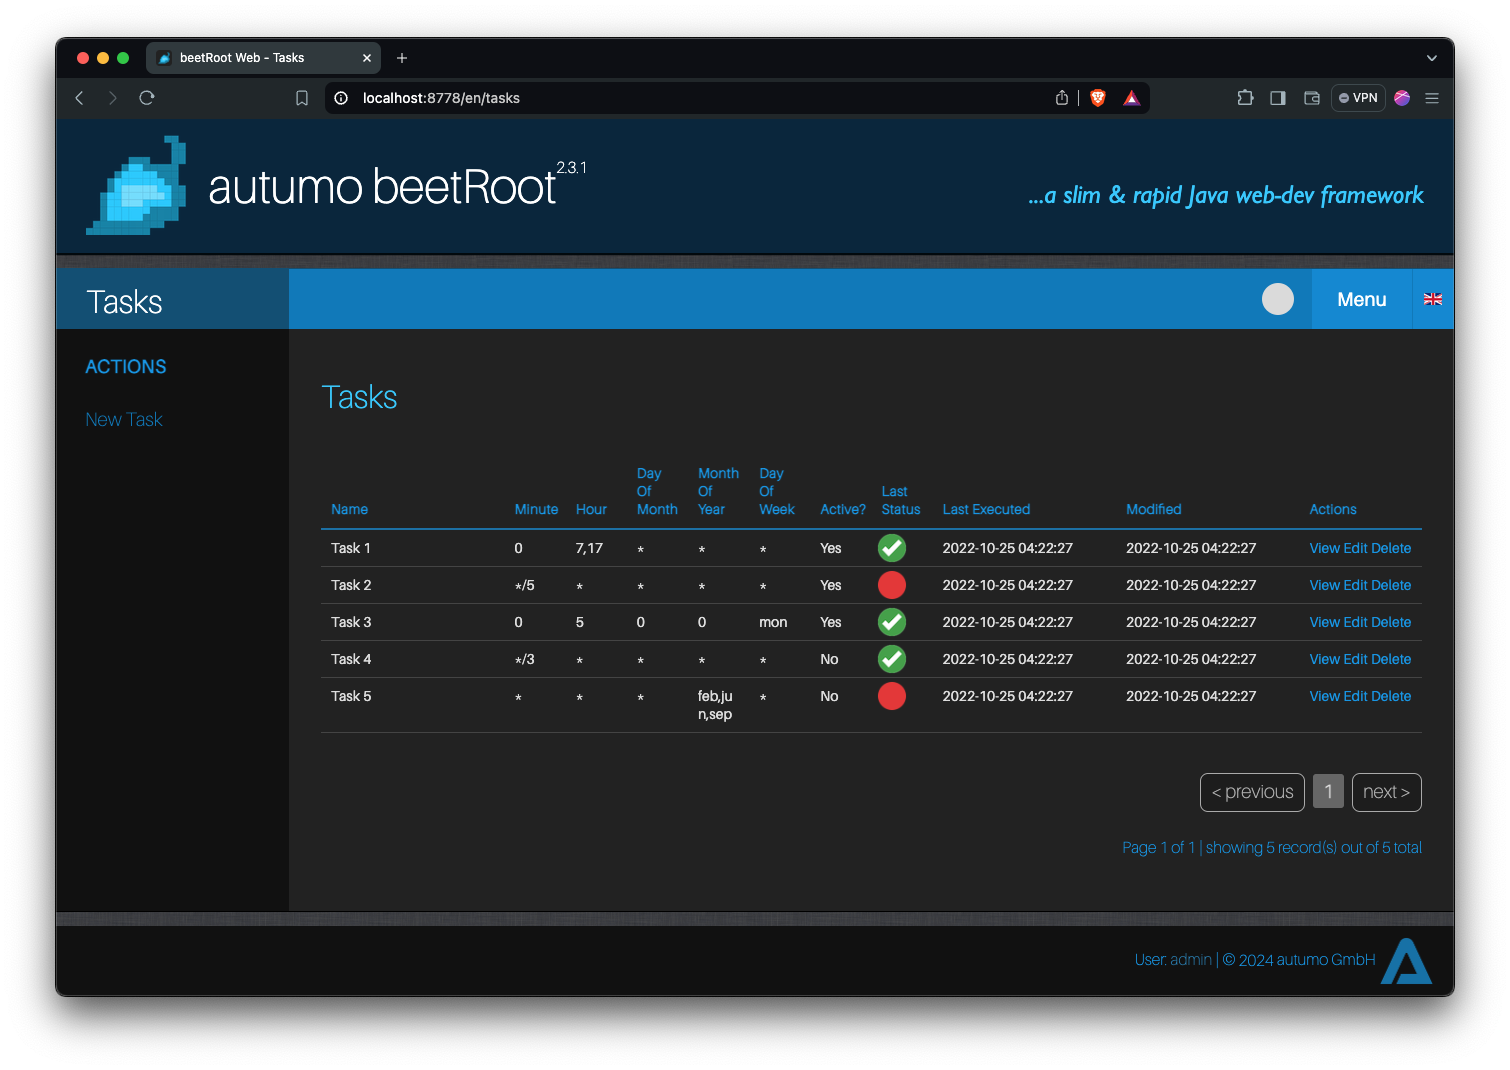 beetRoot Web - Tasks
localhost:8778/en/tasks
VPN
autumo beetRoot 2.3.1
...a slim & rapid Java web-dev framework
Tasks
Menu
ACTIONS
New Task
Tasks
Name Minute Hour Day Of Month Month Of Year Day Of Week Active? Last Status Last Executed Modified Actions
Task 1 0 7,17 * * * Yes 2022-10-25 04:22:27 2022-10-25 04:22:27 View Edit Delete
Task 2 */5 * * * * Yes 2022-10-25 04:22:27 2022-10-25 04:22:27 View Edit Delete
Task 3 0 5 0 0 mon Yes 2022-10-25 04:22:27 2022-10-25 04:22:27 View Edit Delete
Task 4 */3 * * * * No 2022-10-25 04:22:27 2022-10-25 04:22:27 View Edit Delete
Task 5 * * * feb,ju * No 2022-10-25 04:22:27 2022-10-25 04:22:27 View Edit Delete
n,sep
< previous 1 next >
Page 1 of 1 | showing 5 record(s) out of 5 total
User: admin | © 2024 autumo GmbH